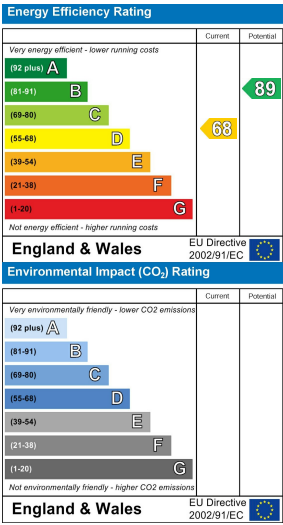 Energy Efficiency Rating
Current Potential
Very energy efficient - lower running costs
(92 plus) A
(81-91) B
89
(69-80) C
68
(55-68) D
(39-54) E
(21-38) F
(1-20) G
Not energy efficient - higher running costs
England & Wales
EU Directive
2002/91/EC
Environmental Impact (CO₂) Rating
Current Potential
Very environmentally friendly - lower CO2 emissions
(92 plus) A
(81-91) B
(69-80) C
(55-68) D
(39-54) E
(21-38) F
(1-20) G
Not environmentally friendly - higher CO2 emissions
England & Wales
EU Directive
2002/91/EC